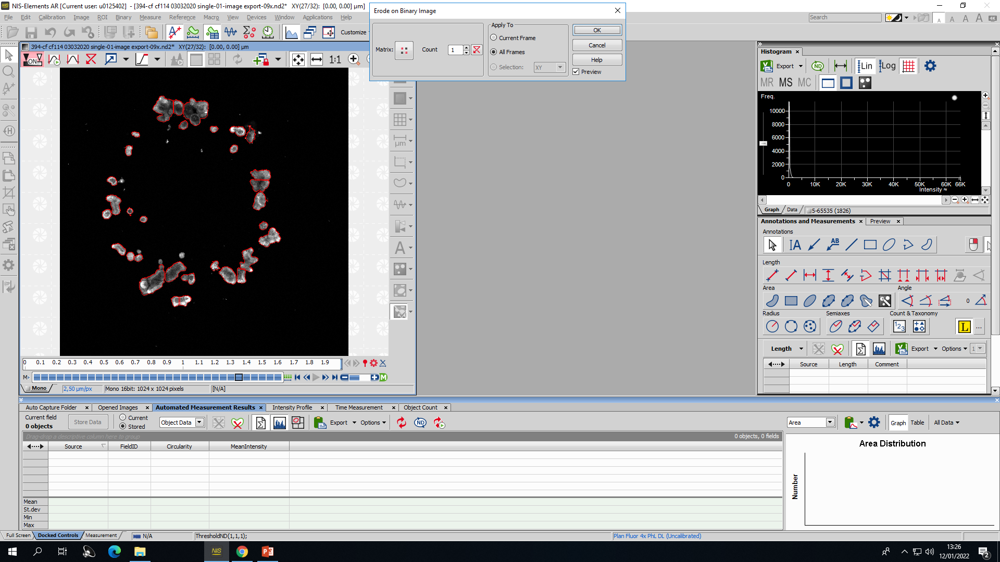 NIS-Elements AR [Current user: u0125402] - [394-cf cf114 03032020 single-01-image export-09x.nd2* XY(27/32): [0.00, 0.00] µm]
File Edit Calibration Image ROI Binary Measure Reference Macro View Devices Window Applications Help
Search
Customize
Erode on Binary Image
Matrix:
Count
1
Apply To
Current Frame
All Frames
Selection:
XY
OK
Cancel
Help
Preview
394-cf cf114 03032020 single-01-image export-09x.nd2* XY(27/32): [0.00, 0.00] µm
ON
1:1
ND
µm
A
0 0.1 0.2 0.3 0.4 0.5 0.6 0.7 0.8 0.9 1 1.1 1.2 1.3 1.4 1.5 1.6 1.7 1.8 1.9
M
Mono
2,50 µm/px
Mono 16bit: 1024 x 1024 pixels
[N/A]
Histogram
Export
ND
Lin
Log
MR MS MC
Freq.
10000
8000
6000
4000
2000
0
0 10K 20K 30K 40K 50K 60K 66K
Intensity ≈
Graph Data 5-65535 (1826)
Annotations and Measurements
Preview
Annotations
Length
Area
Angle
0
Radius
Semiaxes
Count & Taxonomy
L
...
Length
Export
Options
1
Source Length Comment
Auto Capture Folder
Opened Images
Automated Measurement Results
Intensity Profile
Time Measurement
Object Count
Current field
0 objects
Store Data
Current
Stored
Object Data
Export
Options
ND
Drag-drop a descriptive column here to group
0 objects, 0 fields
Source FieldID Circularity MeanIntensity
Mean
St.dev
Min
Max
Area
Graph
Table
All Data
Area Distribution
Number
Full Screen
Docked Controls
Measurement
N/A
ThresholdND(1,1,1);
Plan Fluor 4x PhL DL (Uncalibrated)
NIS
13:26
12/01/2022
2